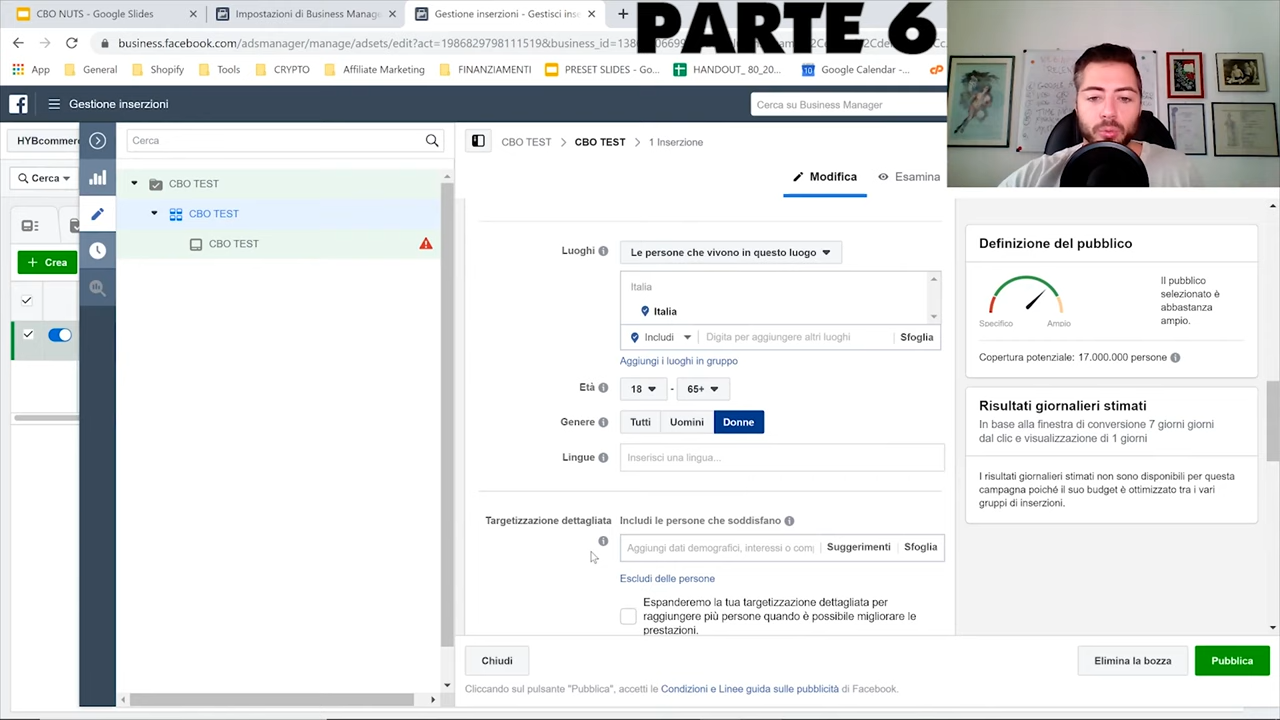 CBO NUTS - Google Slides
Impostazioni di Business Mana
Gestione inserzioni - Gestisci ins
PARTE 6
business.facebook.com/adsmanager/manage/adsets/edit?act=1986829798111519&business_id=
App
Shopify
Tools
CRYPTO
Affiliate Marketing
FINANZIAMENTI
PRESET SLIDES - Go...
HANDOUT_ 80_20...
Google Calendar -...
Gestione inserzioni
Cerca su Business Manager
HYBcommer
Cerca
CBO TEST
CBO TEST
1 Inserzione
Cerca
Modifica
Esamina
CBO TEST
CBO TEST
CBO TEST
Crea
Luoghi
Le persone che vivono in questo luogo
Italia
Italia
Includi
Digita per aggiungere altri luoghi
Sfoglia
Aggiungi i luoghi in gruppo
Età
18
-
65+
Genere
Tutti
Uomini
Donne
Lingue
Inserisci una lingua...
Targetizzazione dettagliata
Includi le persone che soddisfano
Aggiungi dati demografici, interessi o comp
Suggerimenti
Sfoglia
Escludi delle persone
Espanderemo la tua targetizzazione dettagliata per
raggiungere più persone quando è possibile migliorare le
prestazioni.
Definizione del pubblico
Specifico
Ampio
Il pubblico
selezionato è
abbastanza
ampio.
Copertura potenziale: 17.000.000 persone
Risultati giornalieri stimati
In base alla finestra di conversione 7 giorni giorni
dal clic e visualizzazione di 1 giorni
I risultati giornalieri stimati non sono disponibili per questa
campagna poiché il suo budget è ottimizzato tra i vari
gruppi di inserzioni.
Chiudi
Elimina la bozza
Pubblica
Cliccando sul pulsante "Pubblica", accetti le Condizioni e Linee guida sulle pubblicità di Facebook.